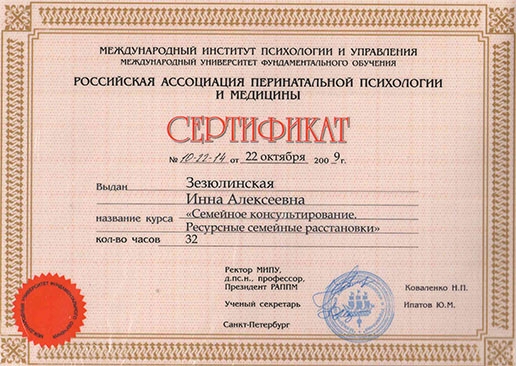 МЕЖДУНАРОДНЫЙ ИНСТИТУТ ПСИХОЛОГИИ И УПРАВЛЕНИЯ
МЕЖДУНАРОДНЫЙ УНИВЕРСИТЕТ ФУНДАМЕНТАЛЬНОГО ОБУЧЕНИЯ
РОССИЙСКАЯ АССОЦИАЦИЯ ПЕРИНАТАЛЬНОЙ ПСИХОЛОГИИ
И МЕДИЦИНЫ
СЕРТИФИКАТ
№ 10-22-14 от 22 октября 2009г.
Выдан Зезюлинская
Инна Алексеевна
название курса «Семейное консультирование.
Ресурсные семейные расстановки»
кол-во часов 32
Ректор МИПУ,
д.пс.н., профессор,
Президент РАППМ Коваленко Н.П.
Ученый секретарь Ипатов Ю.М.
Санкт-Петербург